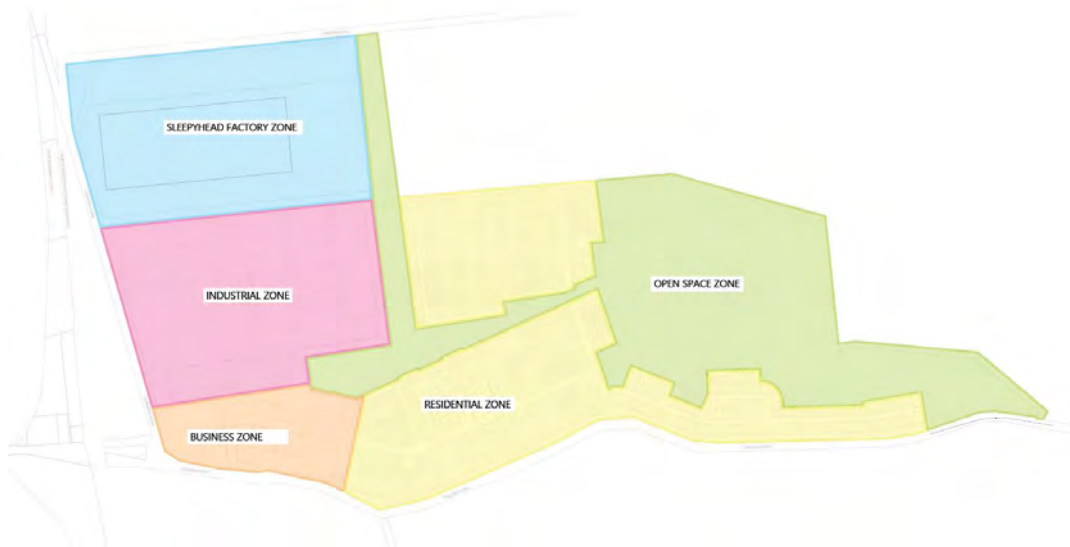 SLEEPYHEAD FACTORY ZONE
INDUSTRIAL ZONE
OPEN SPACE ZONE
RESIDENTIAL ZONE
BUSINESS ZONE